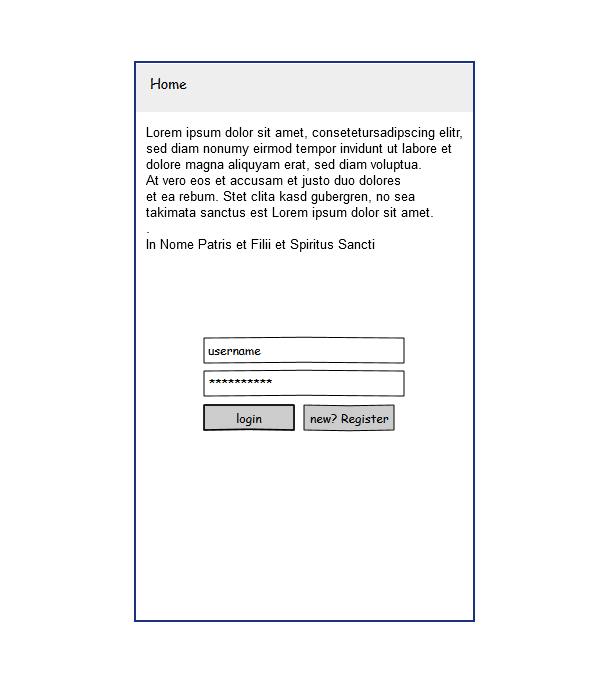 Home
Lorem ipsum dolor sit amet, consetetursadipscing elitr,
sed diam nonumy eirmod tempor invidunt ut labore et
dolore magna aliquyam erat, sed diam voluptua.
At vero eos et accusam et justo duo dolores
et ea rebum. Stet clita kasd gubergren, no sea
takimata sanctus est Lorem ipsum dolor sit amet.
.
In Nome Patris et Filii et Spiritus Sancti
username
**********
login
new? Register